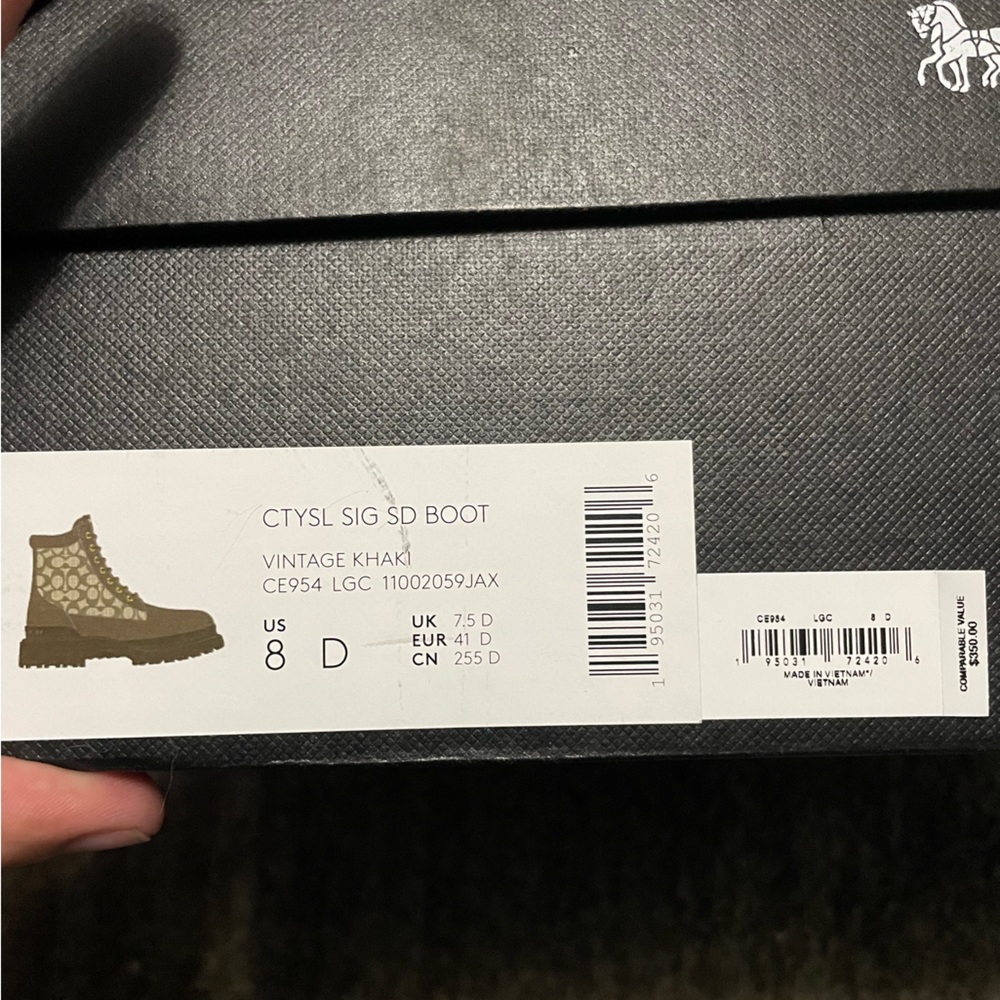 CTYSL SIG SD BOOT
VINTAGE KHAKI
CE954 LGC 11002059JAX
US
8 D
UK 7.5 D
EUR 41 D
CN 255 D
1 95031 72420 6
CE954 LGC 8 D
1 95031 72420 6
MADE IN VIETNAM*/
VIETNAM
COMPARABLE VALUE
$350.00